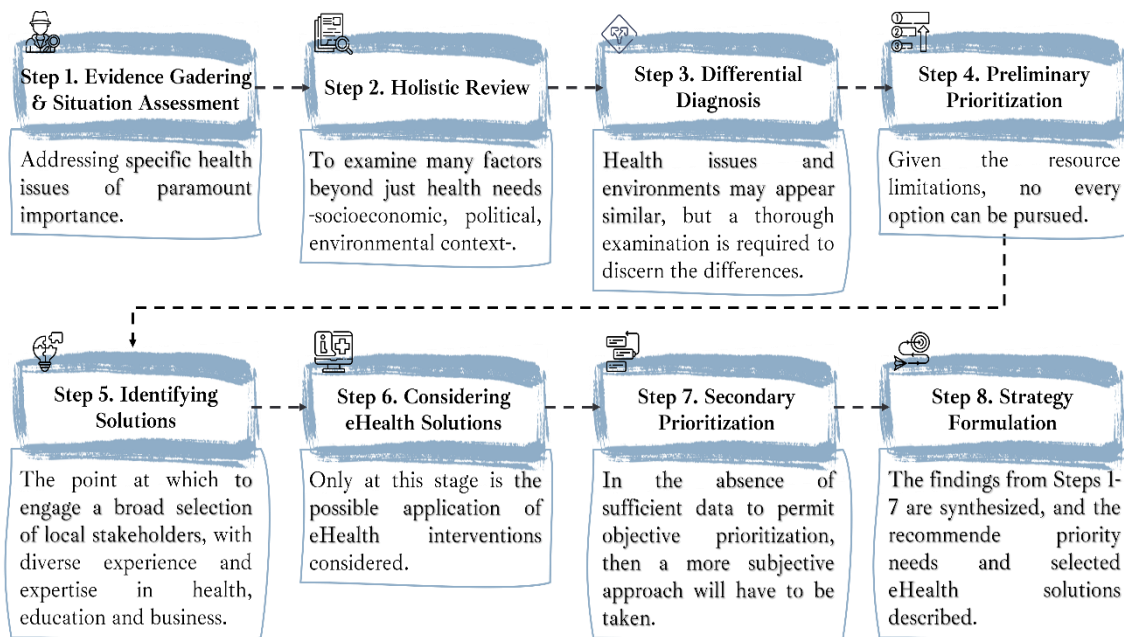 Step 1. Evidence Gadering
& Situation Assessment
Addressing specific health
issues of paramount
importance.
Step 2. Holistic Review
To examine many factors
beyond just health needs
-socioeconomic, political,
environmental context-.
Step 3. Differential
Diagnosis
Health issues and
environments may appear
similar, but a thorough
examination is required to
discern the differences.
Step 4. Preliminary
Prioritization
Given the resource
limitations, no every
option can be pursued.
Step 5. Identifying
Solutions
The point at which to
engage a broad selection
of local stakeholders, with
diverse experience and
expertise in health,
education and business.
Step 6. Considering
eHealth Solutions
Only at this stage is the
possible application of
eHealth interventions
considered.
Step 7. Secondary
Prioritization
In the absence of
sufficient data to permit
objective prioritization,
then a more subjective
approach will have to be
taken.
Step 8. Strategy
Formulation
The findings from Steps 1-
7 are synthesized, and the
recommende priority
needs and selected
eHealth solutions
described.